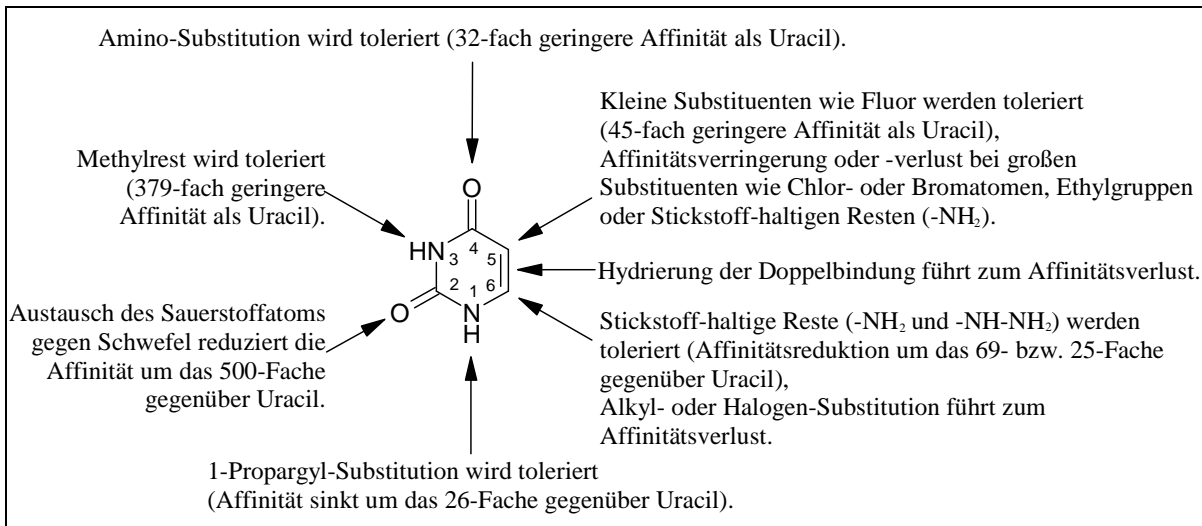 Amino-Substitution wird toleriert (32-fach geringere Affinität als Uracil).
Kleine Substituenten wie Fluor werden toleriert
(45-fach geringere Affinität als Uracil),
Affinitätsverringerung oder -verlust bei großen
Substituenten wie Chlor- oder Bromatomen, Ethylgruppen
oder Stickstoff-haltigen Resten (-NH₂).
Methylrest wird toleriert
(379-fach geringere
Affinität als Uracil).
O
HN
3
4
5
6
1
2
O
N
H
Hydrierung der Doppelbindung führt zum Affinitätsverlust.
Austausch des Sauerstoffatoms
gegen Schwefel reduziert die
Affinität um das 500-Fache
gegenüber Uracil.
Stickstoff-haltige Reste (-NH₂ und -NH-NH₂) werden
toleriert (Affinitätsreduktion um das 69- bzw. 25-Fache
gegenüber Uracil),
Alkyl- oder Halogen-Substitution führt zum
Affinitätsverlust.
1-Propargyl-Substitution wird toleriert
(Affinität sinkt um das 26-Fache gegenüber Uracil).